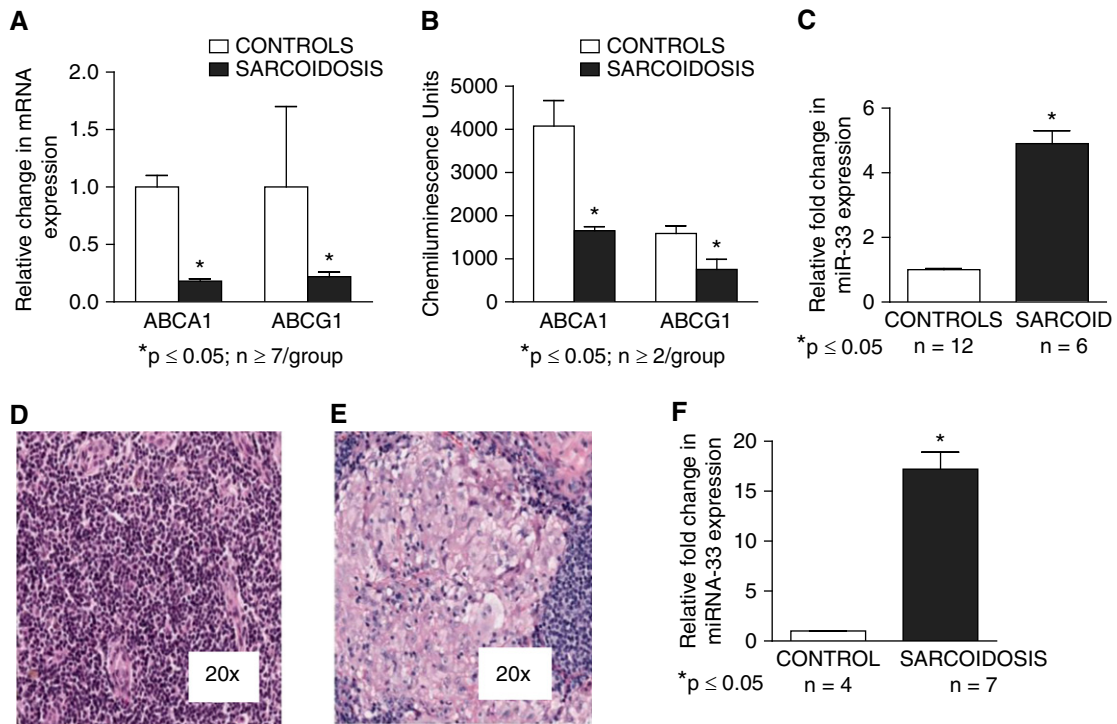 A
CONTROLS
SARCOIDOSIS
Relative change in mRNA
expression
2.0
1.5
1.0
0.5
0.0
*
*
ABCA1
ABCG1
*p ≤ 0.05; n ≥ 7/group
B
CONTROLS
SARCOIDOSIS
Chemiluminescence Units
5000
4000
3000
2000
1000
0
*
*
ABCA1
ABCG1
*p ≤ 0.05; n ≥ 2/group
C
Relative fold change in
miR-33 expression
6
4
2
0
*
CONTROLS
SARCOID
*p ≤ 0.05
n = 12
n = 6
D
20x
E
20x
F
Relative fold change in
miRNA-33 expression
20
15
10
5
0
*
CONTROL
SARCOIDOSIS
*p ≤ 0.05
n = 4
n = 7